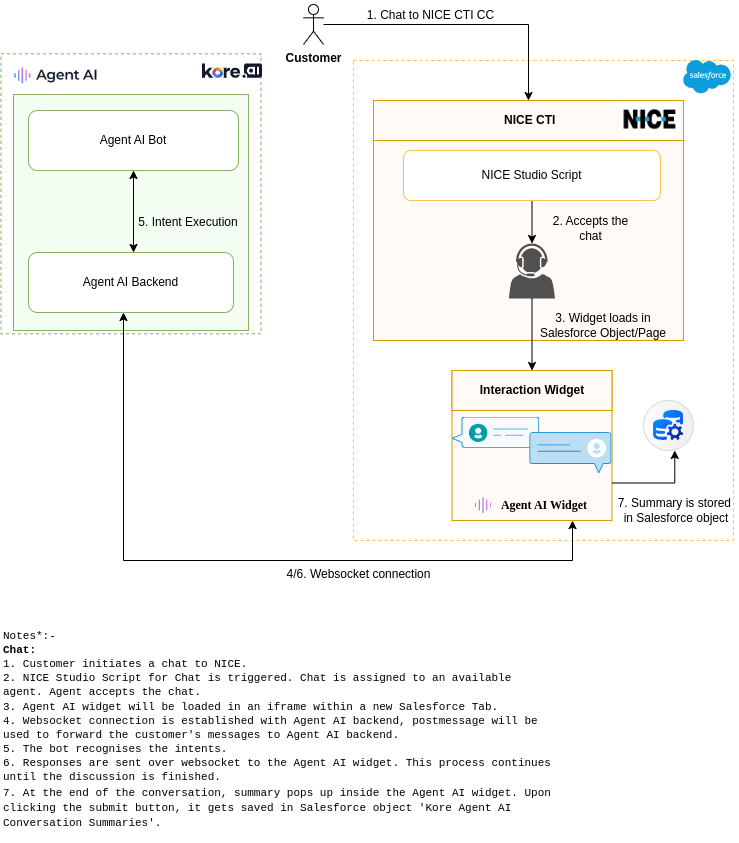 1. Chat to NICE CTI CC
Customer
Agent AI
kore.ai
salesforce
NICE CTI
NICE
Agent AI Bot
NICE Studio Script
5. Intent Execution
2. Accepts the
chat
Agent AI Backend
3. Widget loads in
Salesforce Object/Page
Interaction Widget
Agent AI Widget
7. Summary is stored
in Salesforce object
4/6. Websocket connection
Notes*:-
Chat:
1. Customer initiates a chat to NICE.
2. NICE Studio Script for Chat is triggered. Chat is assigned to an available
agent. Agent accepts the chat.
3. Agent AI widget will be loaded in an iframe within a new Salesforce Tab.
4. Websocket connection is established with Agent AI backend, postmessage will be
used to forward the customer's messages to Agent AI backend.
5. The bot recognises the intents.
6. Responses are sent over websocket to the Agent AI widget. This process continues
until the discussion is finished.
7. At the end of the conversation, summary pops up inside the Agent AI widget. Upon
clicking the submit button, it gets saved in Salesforce object 'Kore Agent AI
Conversation Summaries'.